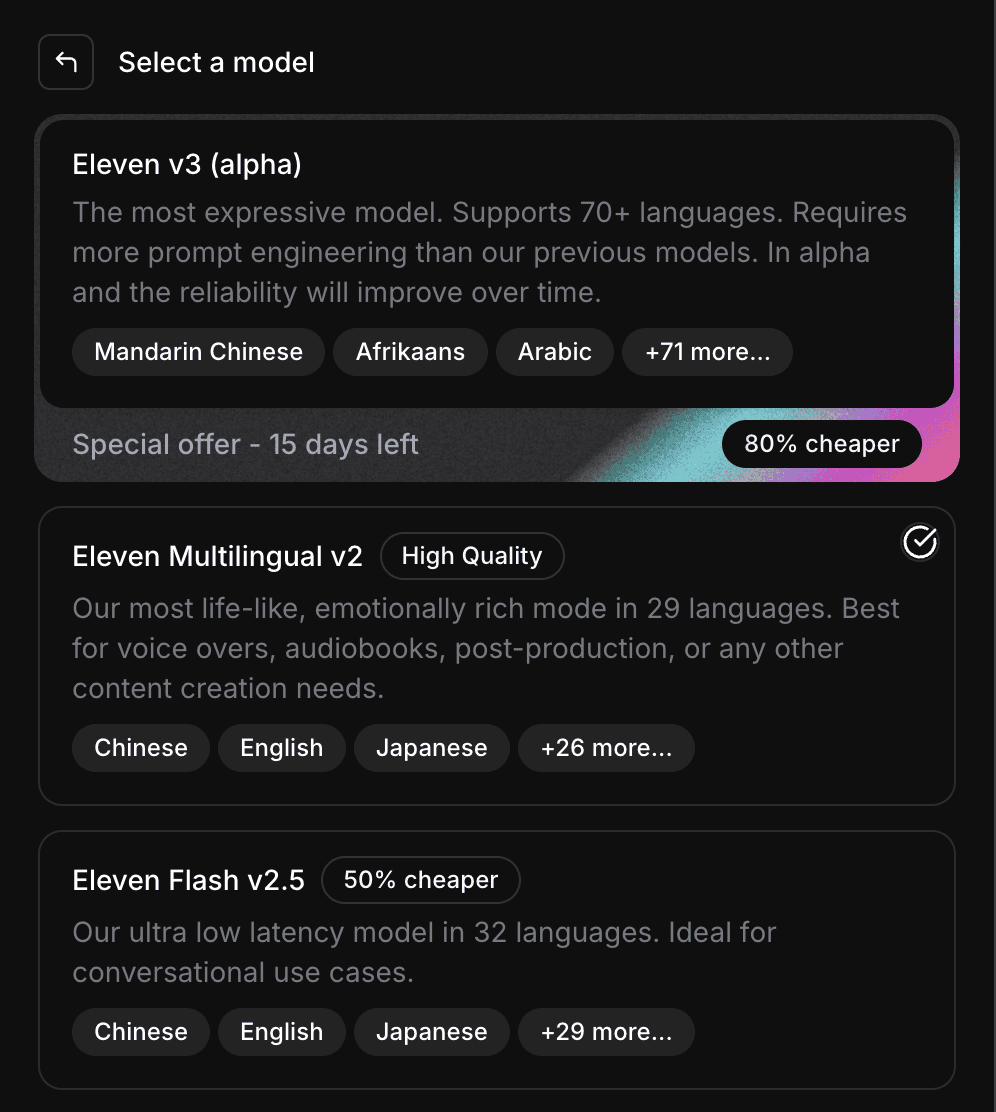 Select a model
Eleven v3 (alpha)
The most expressive model. Supports 70+ languages. Requires
more prompt engineering than our previous models. In alpha
and the reliability will improve over time.
Mandarin Chinese Afrikaans Arabic +71 more...
Special offer - 15 days left 80% cheaper
Eleven Multilingual v2 High Quality
Our most life-like, emotionally rich mode in 29 languages. Best
for voice overs, audiobooks, post-production, or any other
content creation needs.
Chinese English Japanese +26 more...
Eleven Flash v2.5 50% cheaper
Our ultra low latency model in 32 languages. Ideal for
conversational use cases.
Chinese English Japanese +29 more...